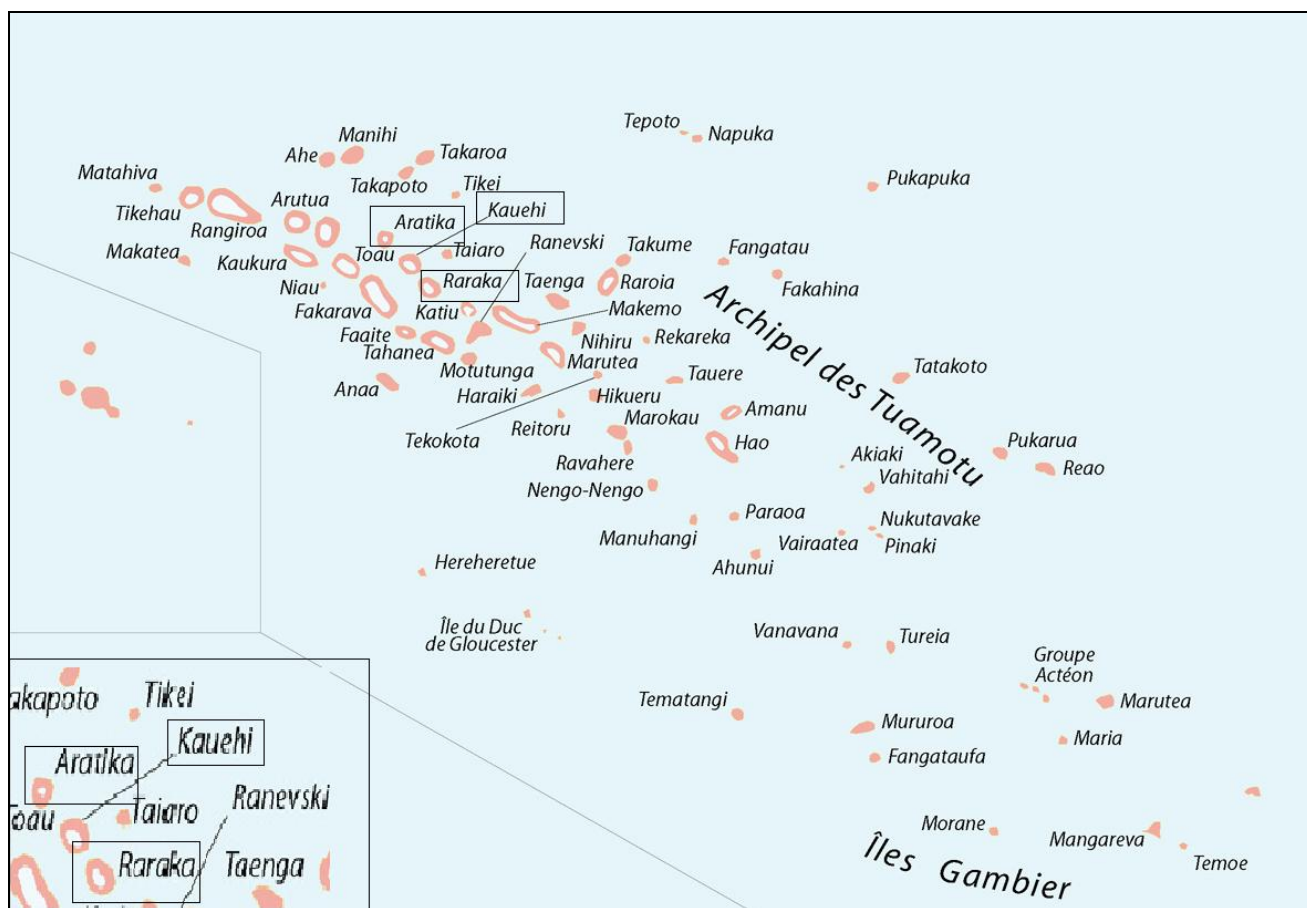 Tepoto
Napuka
Manihi
Ahe
Takaroa
Matahiva
Takapoto
Tikei
Pukapuka
Arutua
Kauehi
Tikehau
Aratika
Rangiroa
Ranevski
Takume
Fangatau
Makatea
Kaukura
Toau
Taiaro
Niau
Raraka
Taenga
Raroia
Fakahina
Fakarava
Katiu
Makemo
Archipel des Tuamotu
Faaite
Nihiru
Rekareka
Tahanea
Marutea
Motutunga
Tauere
Tatakoto
Anaa
Haraiki
Hikueru
Amanu
Tekokota
Reitoru
Marokau
Hao
Pukarua
Ravahere
Akiaki
Reao
Vahitahi
Nengo-Nengo
Paraoa
Nukutavake
Manuhangi
Vairaatea
Pinaki
Hereheretue
Ahunui
Île du Duc
de Gloucester
Vanavana
Tureia
Groupe
Actéon
Tematangi
Marutea
Mururoa
Maria
Fangataufa
Morane
Mangareva
Temoe
Îles Gambier
akapoto
Tikei
Kauehi
Aratika
Ranevski
Toau
Taiaro
Raraka
Taenga